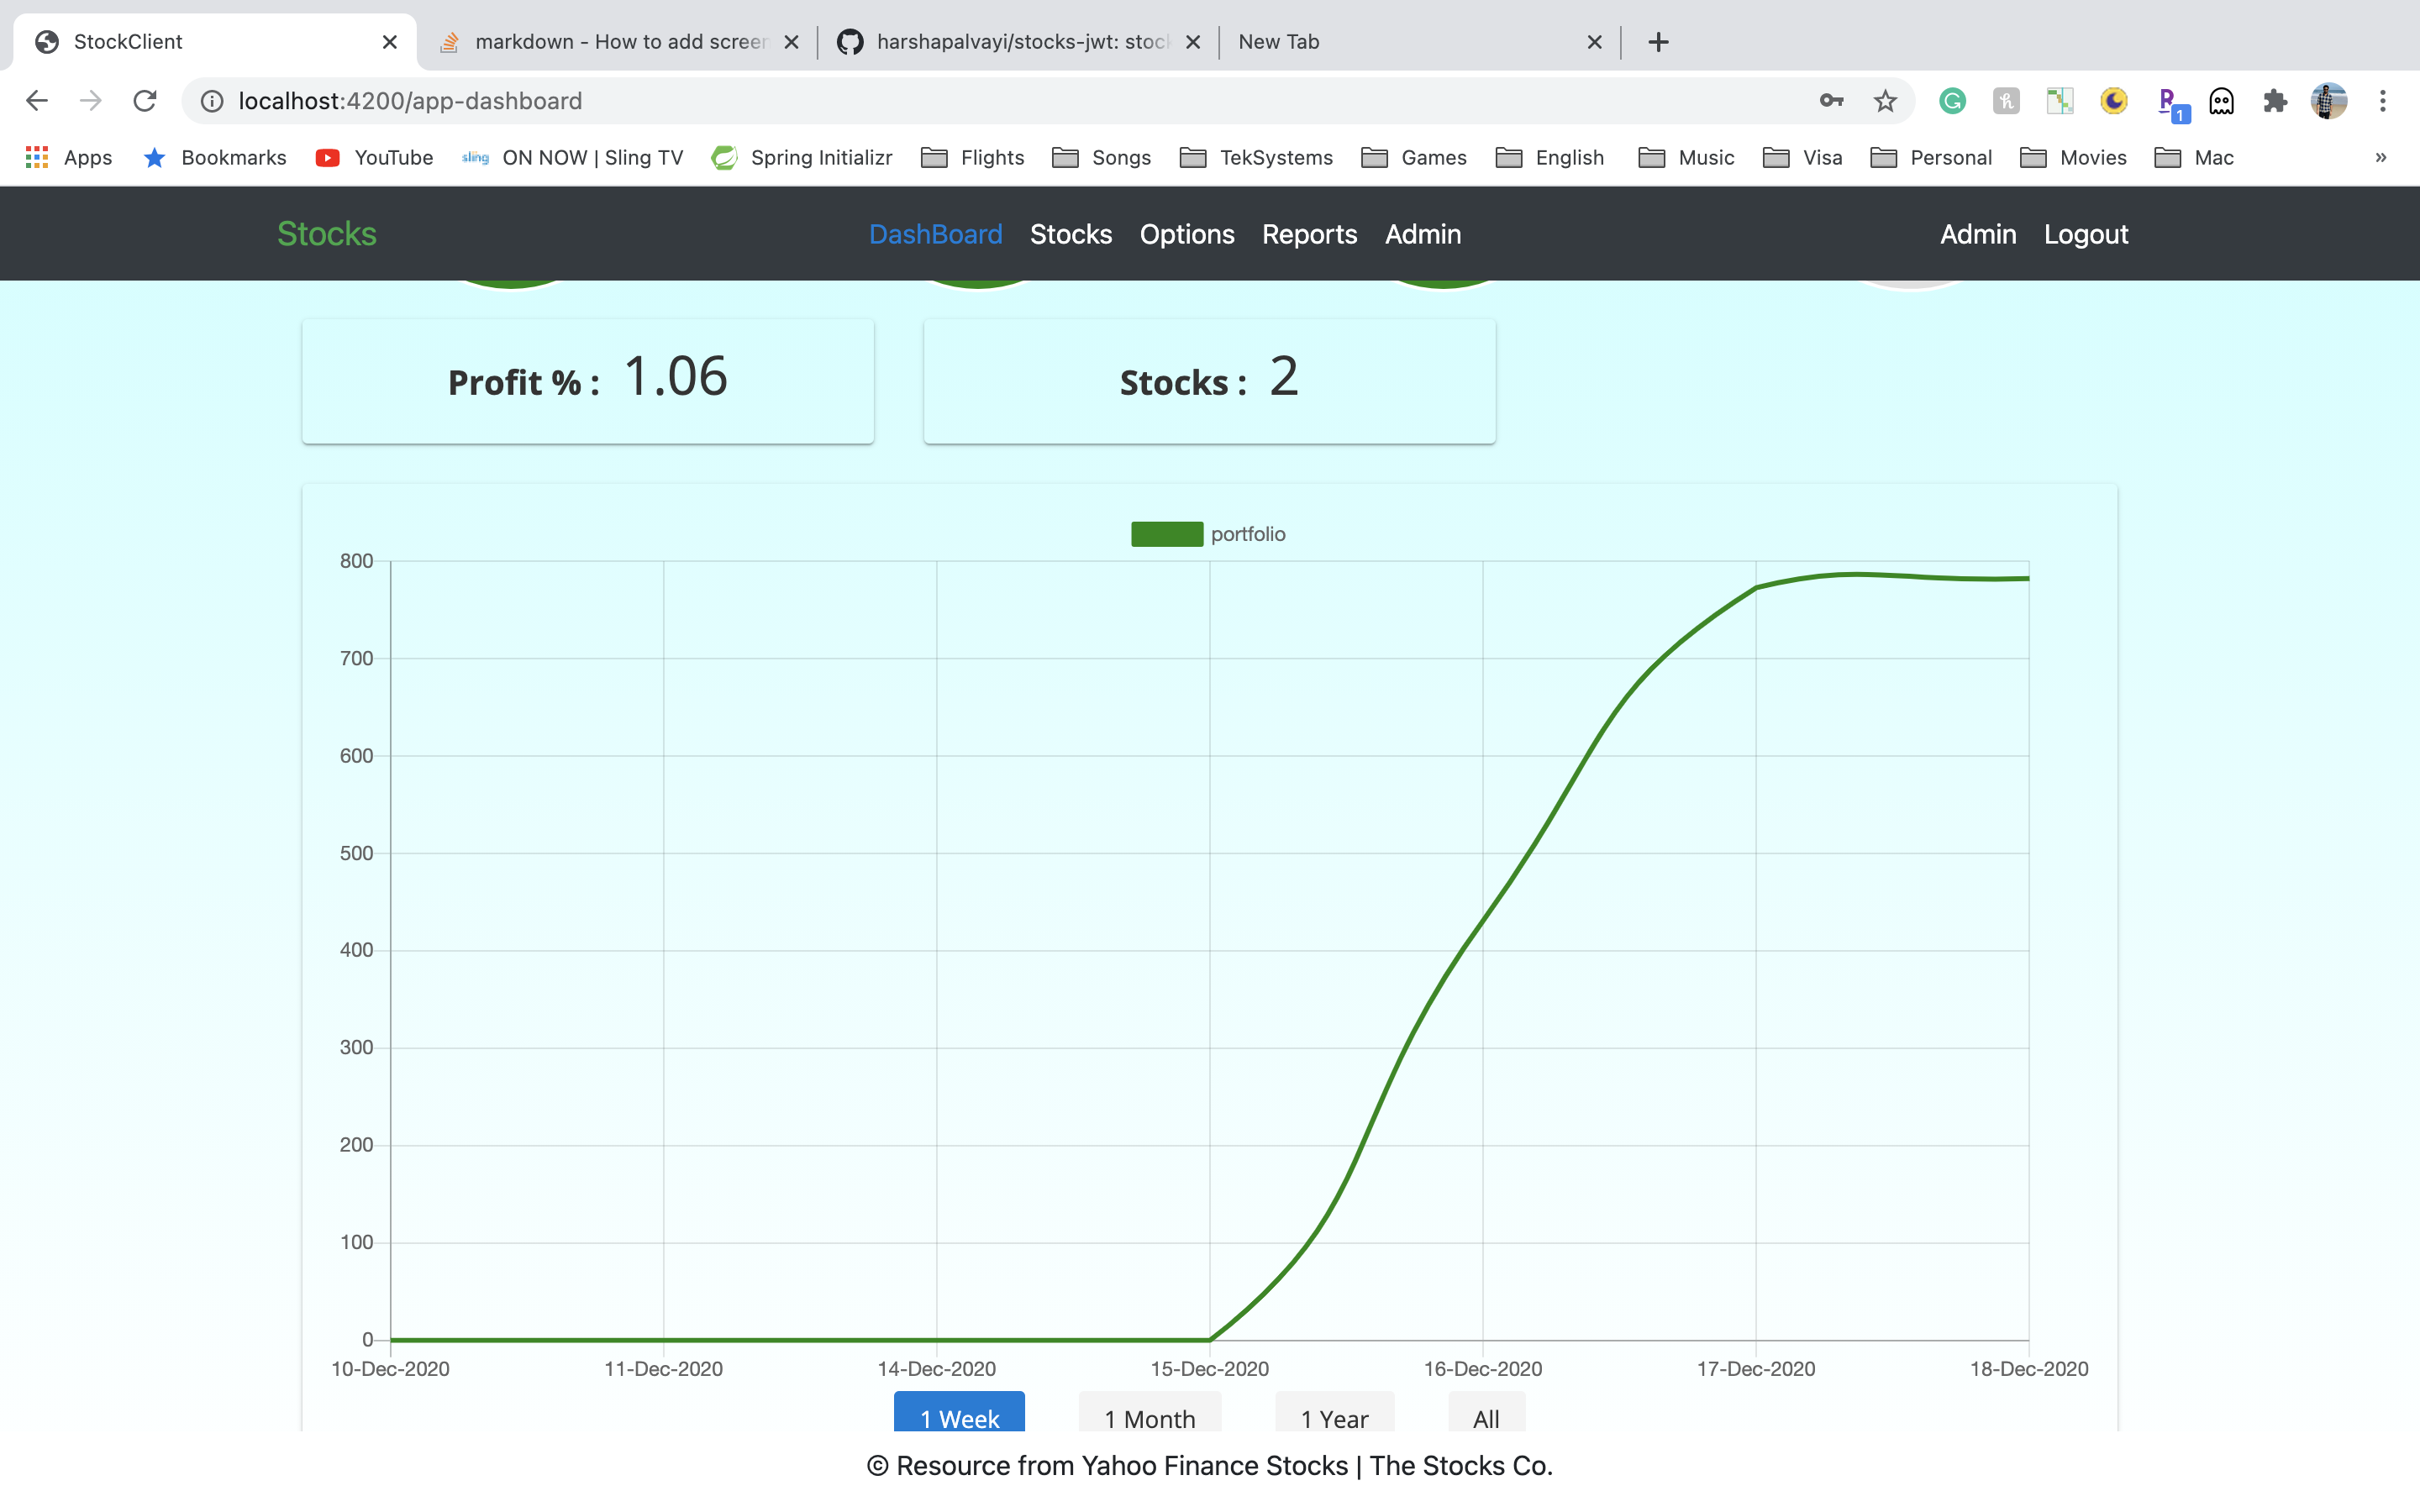 StockClient
markdown - How to add screen
harshapalvayi/stocks-jwt: stock
New Tab
localhost:4200/app-dashboard
1
Apps
Bookmarks
YouTube
sling
ON NOW | Sling TV
Spring Initializr
Flights
Songs
TekSystems
Games
English
Music
Visa
Personal
Movies
Mac
»
Stocks
DashBoard
Stocks
Options
Reports
Admin
Admin
Logout
Profit % : 1.06
Stocks : 2
portfolio
800
700
600
500
400
300
200
100
0
10-Dec-2020
11-Dec-2020
14-Dec-2020
15-Dec-2020
16-Dec-2020
17-Dec-2020
18-Dec-2020
1 Week
1 Month
1 Year
All
© Resource from Yahoo Finance Stocks | The Stocks Co.